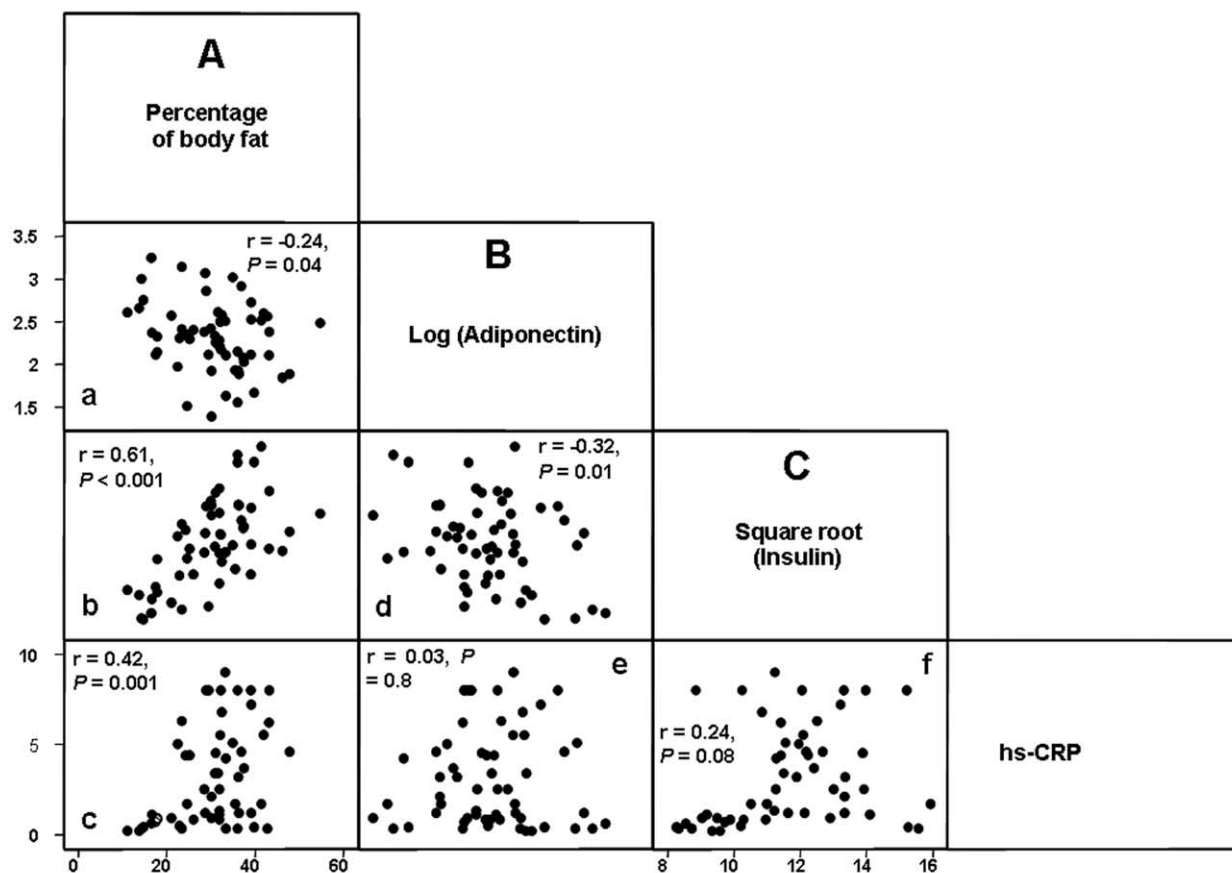 A
Percentage
of body fat
3.5
3
2.5
2
1.5
r = -0.24,
P = 0.04
a
B
Log (Adiponectin)
r = 0.61,
P < 0.001
b
r = -0.32,
P = 0.01
d
C
Square root
(Insulin)
10
5
0
r = 0.42,
P = 0.001
c
r = 0.03, P
= 0.8
e
f
r = 0.24,
P = 0.08
hs-CRP
0 20 40 60
8 10 12 14 16